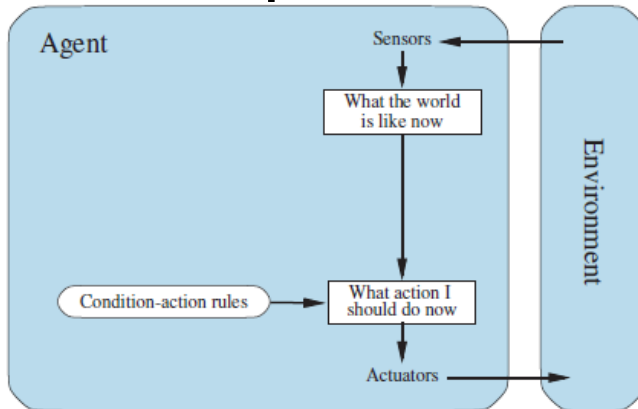 Agent
Sensors
What the world
is like now
Environment
Condition-action rules
What action I
should do now
Actuators